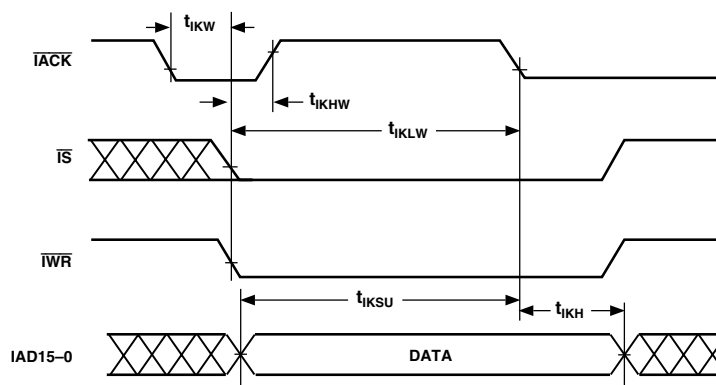 tIKW
IACK
tIKHW
tIKLW
IS
IWR
tIKSU
tIKH
IAD15–0
DATA